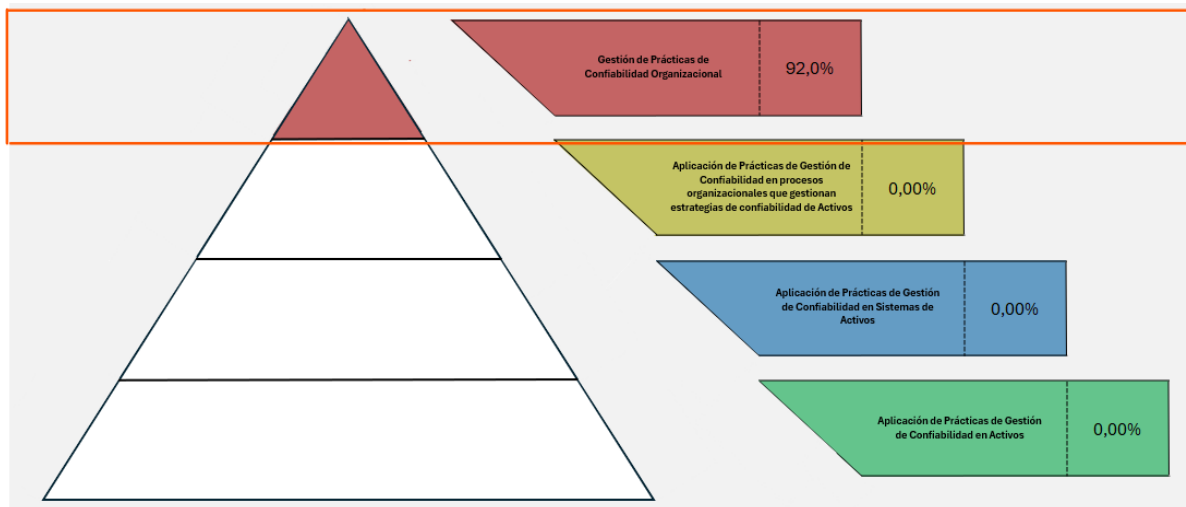 Gestión de Prácticas de
Confiabilidad Organizacional
92,0%
Aplicación de Prácticas de Gestión de
Confiabilidad en procesos
organizacionales que gestionan
estrategias de confiabilidad de Activos
0,00%
Aplicación de Prácticas de Gestión
de Confiabilidad en Sistemas de
Activos
0,00%
Aplicación de Prácticas de Gestión
de Confiabilidad en Activos
0,00%